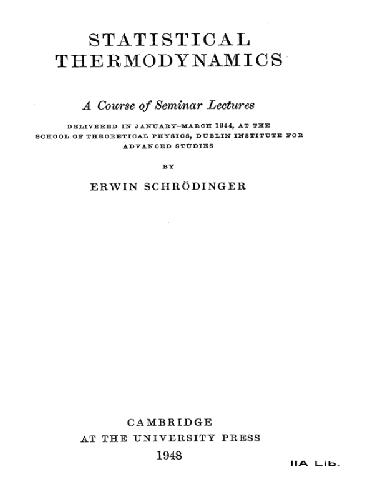 STATISTICAL
THERMODYNAMICS
A Course of Seminar Lectures
DELIVERED IN JANUARY–MARCH 1944, AT THE
SCHOOL OF THEORETICAL PHYSICS, DUBLIN INSTITUTE FOR
ADVANCED STUDIES
BY
ERWIN SCHRÖDINGER
CAMBRIDGE
AT THE UNIVERSITY PRESS
1948
IIA Lib.